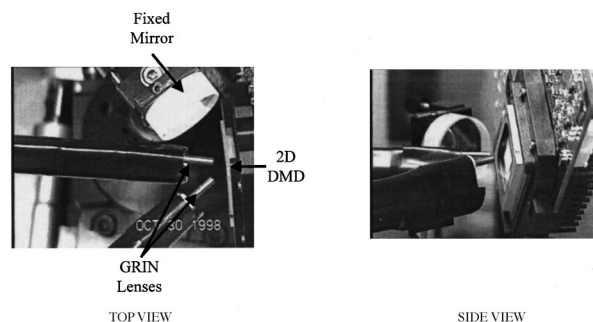 Fixed
Mirror
2D
DMD
OCT 30 1998
GRIN
Lenses
TOP VIEW
SIDE VIEW